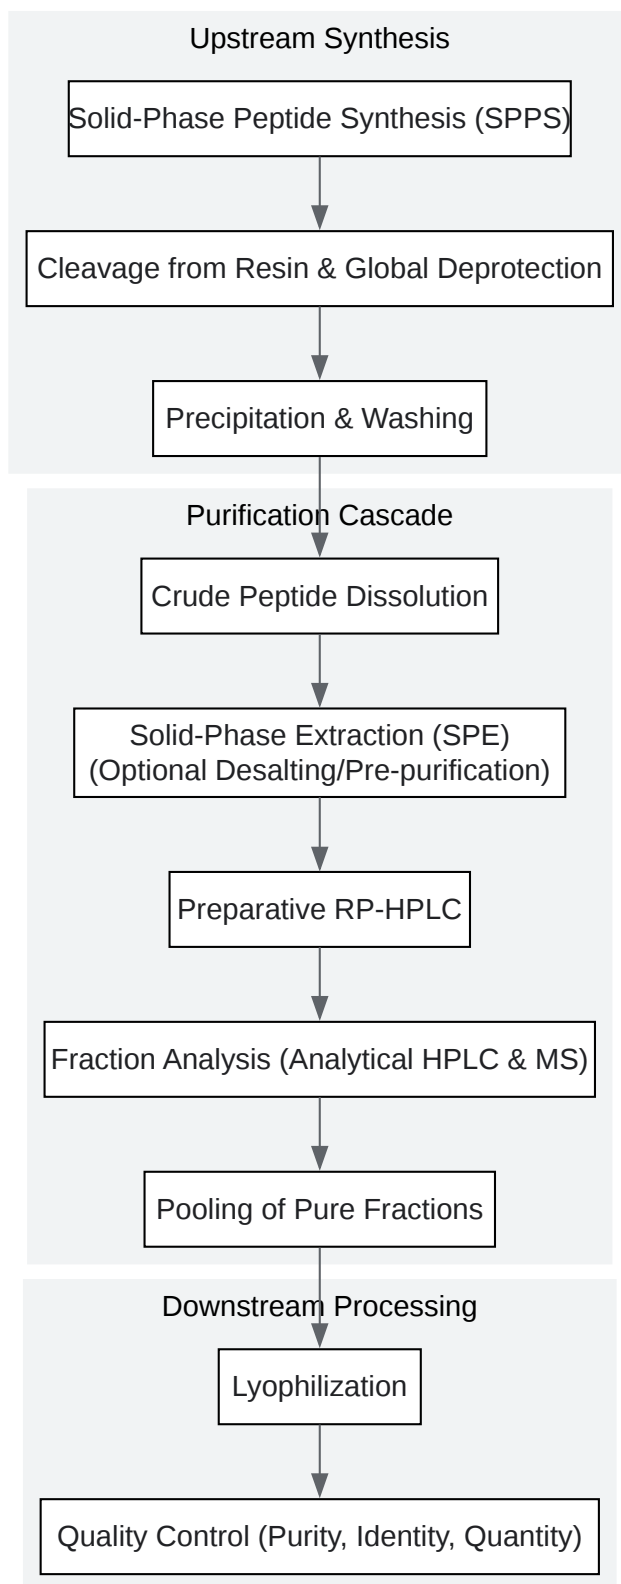 Upstream Synthesis
Solid-Phase Peptide Synthesis (SPPS)
Cleavage from Resin & Global Deprotection
Precipitation & Washing
Purification Cascade
Crude Peptide Dissolution
Solid-Phase Extraction (SPE)
(Optional Desalting/Pre-purification)
Preparative RP-HPLC
Fraction Analysis (Analytical HPLC & MS)
Pooling of Pure Fractions
Downstream Processing
Lyophilization
Quality Control (Purity, Identity, Quantity)